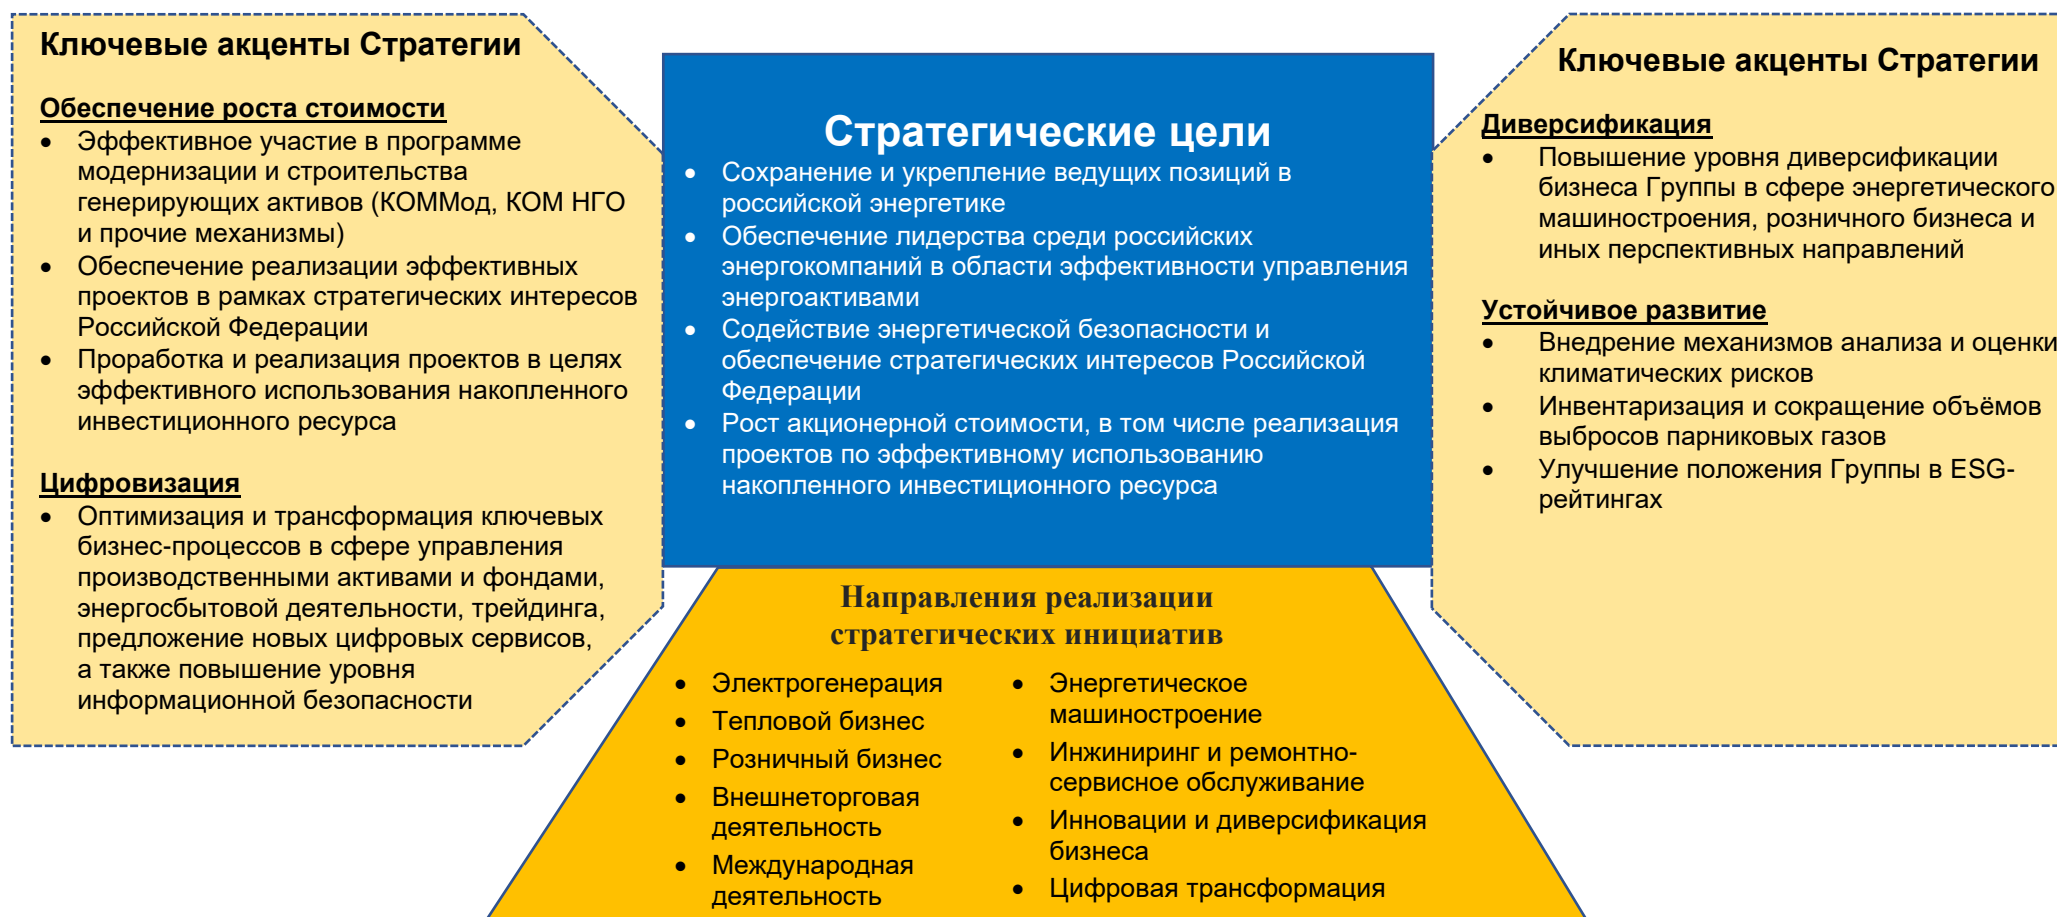 Ключевые акценты Стратегии
Обеспечение роста стоимости
• Эффективное участие в программе
модернизации и строительства
генерирующих активов (КОММод, КОМ НГО
и прочие механизмы)
• Обеспечение реализации эффективных
проектов в рамках стратегических интересов
Российской Федерации
• Проработка и реализация проектов в целях
эффективного использования накопленного
инвестиционного ресурса
Цифровизация
• Оптимизация и трансформация ключевых
бизнес-процессов в сфере управления
производственными активами и фондами,
энергосбытовой деятельности, трейдинга,
предложение новых цифровых сервисов,
а также повышение уровня
информационной безопасности
Стратегические цели
• Сохранение и укрепление ведущих позиций в
российской энергетике
• Обеспечение лидерства среди российских
энергокомпаний в области эффективности управления
энергоактивами
• Содействие энергетической безопасности и
обеспечение стратегических интересов Российской
Федерации
• Рост акционерной стоимости, в том числе реализация
проектов по эффективному использованию
накопленного инвестиционного ресурса
Направления реализации
стратегических инициатив
• Электрогенерация
• Тепловой бизнес
• Розничный бизнес
• Внешнеторговая
деятельность
• Международная
деятельность
• Энергетическое
машиностроение
• Инжиниринг и ремонтно-
сервисное обслуживание
• Инновации и диверсификация
бизнеса
• Цифровая трансформация
Ключевые акценты Стратегии
Диверсификация
• Повышение уровня диверсификации
бизнеса Группы в сфере энергетического
машиностроения, розничного бизнеса и
иных перспективных направлений
Устойчивое развитие
• Внедрение механизмов анализа и оценки
климатических рисков
• Инвентаризация и сокращение объёмов
выбросов парниковых газов
• Улучшение положения Группы в ESG-
рейтингах